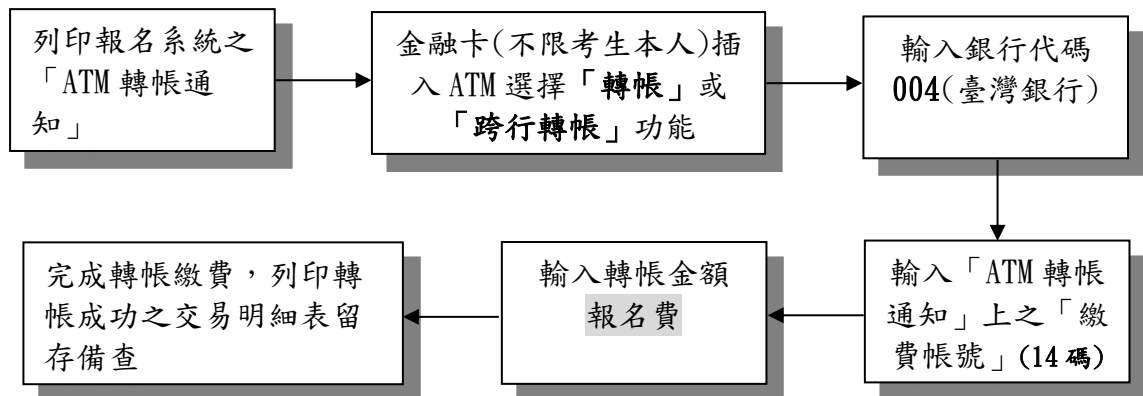 列印報名系統之
「ATM 轉帳通
知」
金融卡(不限考生本人)插
入 ATM 選擇「轉帳」或
「跨行轉帳」功能
輸入銀行代碼
004(臺灣銀行)
輸入「ATM 轉帳
通知」上之「繳
費帳號」(14 碼)
輸入轉帳金額
報名費
完成轉帳繳費，列印轉
帳成功之交易明細表留
存備查